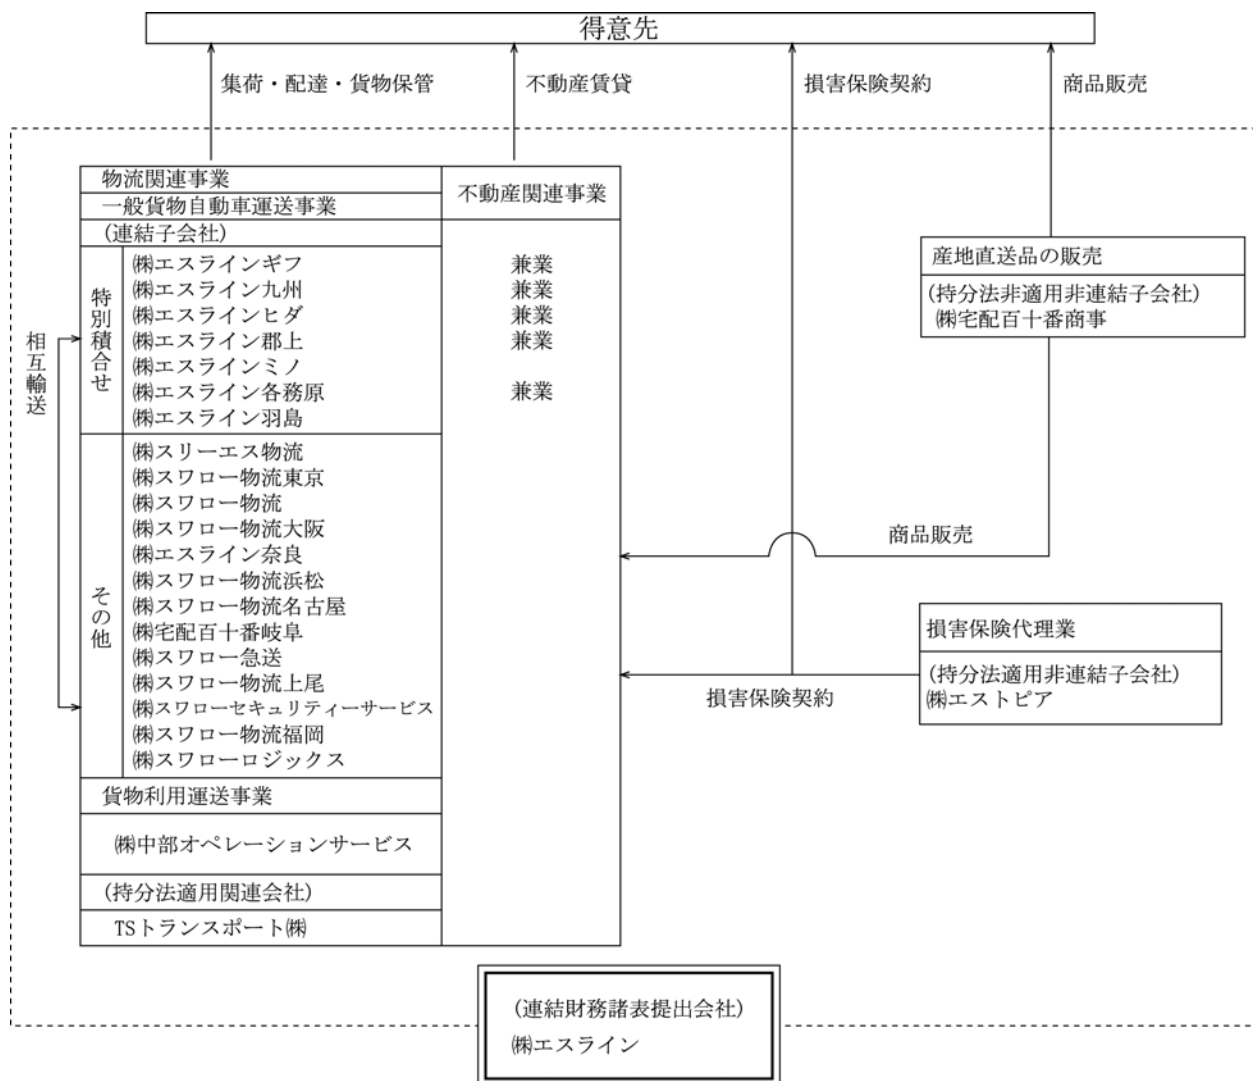 得意先
集荷・配達・貨物保管
不動産賃貸
損害保険契約
商品販売
物流関連事業
一般貨物自動車運送事業
不動産関連事業
(連結子会社)
特別積合せ
㈱エスラインギフ
兼業
㈱エスライン九州
兼業
㈱エスラインヒダ
兼業
㈱エスライン郡上
兼業
㈱エスラインミノ
㈱エスライン各務原
兼業
㈱エスライン羽島
相互輸送
その他
㈱スリーエス物流
㈱スワロー物流東京
㈱スワロー物流
㈱スワロー物流大阪
㈱エスライン奈良
㈱スワロー物流浜松
㈱スワロー物流名古屋
㈱宅配百十番岐阜
㈱スワロー急送
㈱スワロー物流上尾
㈱スワローセキュリティーサービス
㈱スワロー物流福岡
㈱スワローロジックス
貨物利用運送事業
㈱中部オペレーションサービス
(持分法適用関連会社)
TSトランスポート㈱
産地直送品の販売
(持分法非適用非連結子会社)
㈱宅配百十番商事
商品販売
損害保険代理業
(持分法適用非連結子会社)
㈱エストピア
損害保険契約
(連結財務諸表提出会社)
㈱エスライン